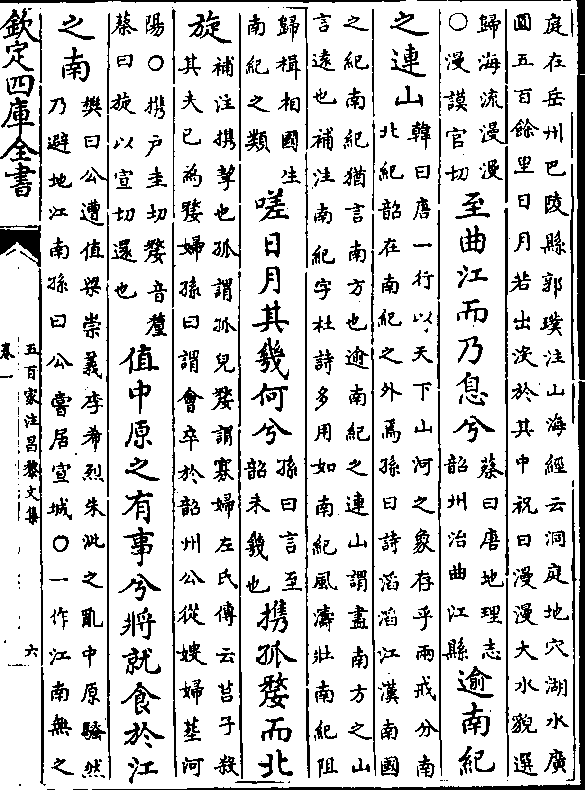 庭在岳州巴陵縣郭璞注山海經云洞庭地穴湖水廣
圓五百餘里日月若出沒於其中祝曰漫漫大水貌選
歸海流漫漫
〇漫謨官切
至曲江而乃息兮
蔡曰唐地理志
韶州治曲江縣
逾南紀
之連山
韓曰唐一行以天下山河之象存乎兩戒分南
北紀韶在南紀之外焉孫曰詩滔滔江漢南國
之紀南紀猶言南方也逾南紀之連山謂盡南方之山
言遠也補注南紀字杜詩多用如南紀風濤壯南紀阻
歸楫相國生
南紀之類
嗟日月其幾何兮
孫曰言至
韶未幾也
携孤嫠而北
旋
補注携挈也孤謂孤兒嫠謂寡婦左氏傳云莒子殺
其夫已為嫠婦孫曰謂會卒於韶州公從嫂婦塟河
陽〇携户圭切嫠音釐
蔡曰旋以宣切還也
值中原之有事兮將就食於江
之南
樊曰公遭值梁崇義李希烈朱泚之亂中原騷然
乃避地江南孫曰公嘗居宣城〇一作江南無之
欽定四庫全書
卷一
五百家注昌黎文集
六